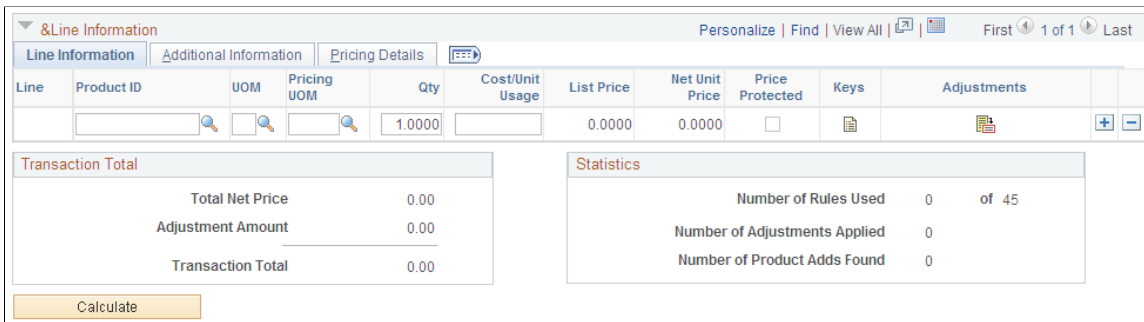 &Line Information Personalize | Find | View All | | First 1 of 1 Last
Line Information Additional Information Pricing Details
Line Product ID UOM Pricing UOM Qty Cost/Unit Usage List Price Net Unit Price Price Protected Keys Adjustments
1.0000 0.0000 0.0000
Transaction Total Statistics
Total Net Price 0.00 Number of Rules Used 0 of 45
Adjustment Amount 0.00 Number of Adjustments Applied 0
Transaction Total 0.00 Number of Product Adds Found 0
Calculate